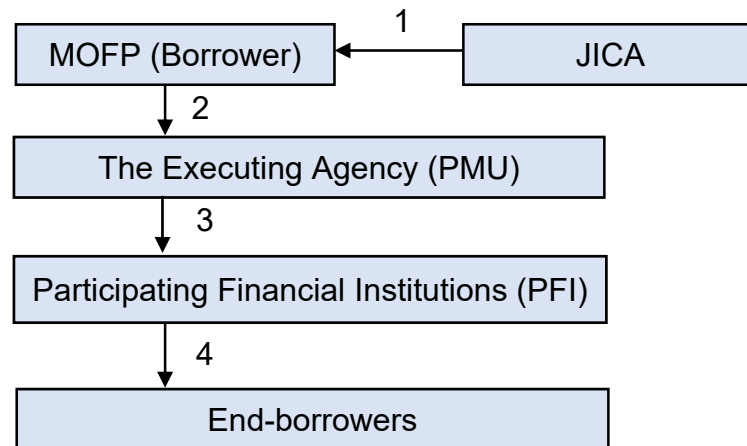 1
MOFP (Borrower)
JICA
2
The Executing Agency (PMU)
3
Participating Financial Institutions (PFI)
4
End-borrowers